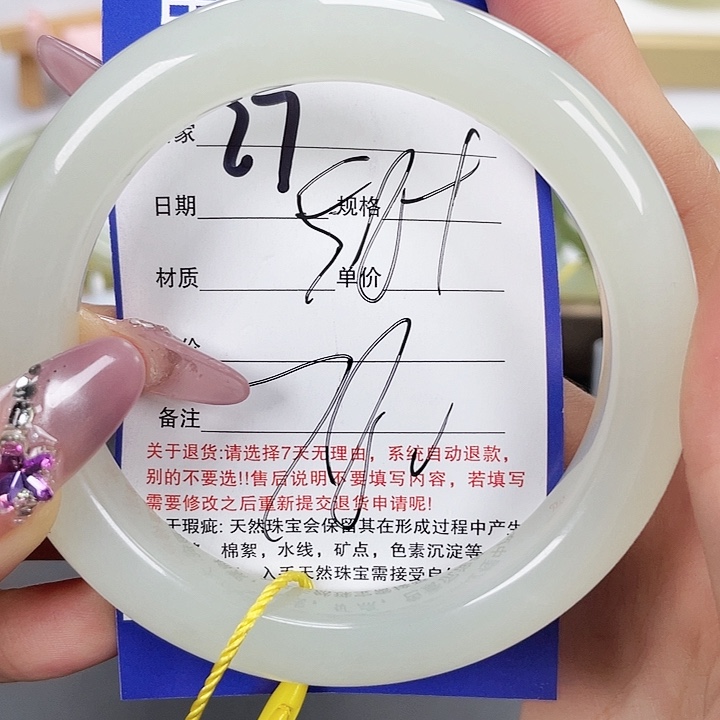 家 27
日期 规格
材质 单价
价
备注
关于退货:请选择7天无理由，系统自动退款，
别的不要选!!售后说明不要填写内容，若填写
需要修改之后重新提交退货申请呢!
于瑕疵: 天然珠宝会保留其在形成过程中产生
棉絮，水线，矿点，色素沉淀等
入手天然珠宝需接受自